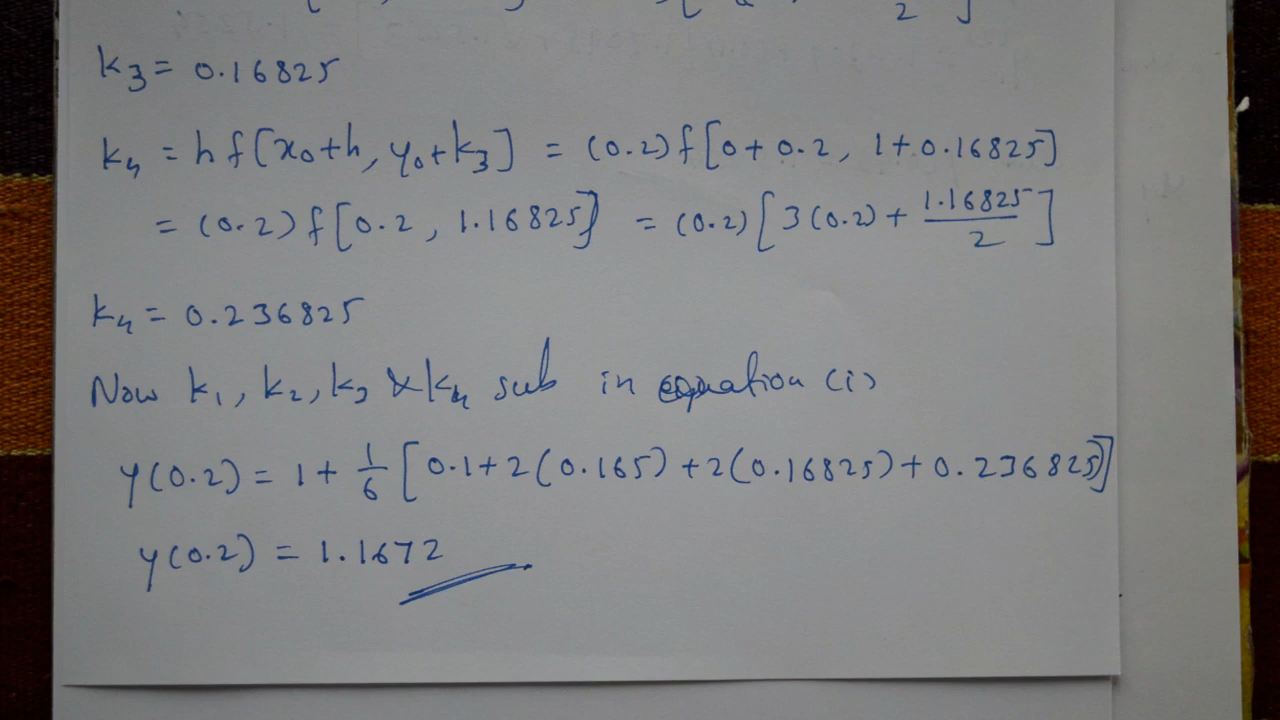 2
k3 = 0.16825
k4 = h f[x0+h, y0+k3] = (0.2) f[0+0.2, 1+0.16825]
= (0.2) f[0.2, 1.16825] = (0.2) [3(0.2) + 1.16825/2]
k4 = 0.236825
Now k1, k2, k3 & k4 sub in equation (i)
y(0.2) = 1 + 1/6 [0.1+2(0.165)+2(0.16825)+0.236825]
y(0.2) = 1.1672